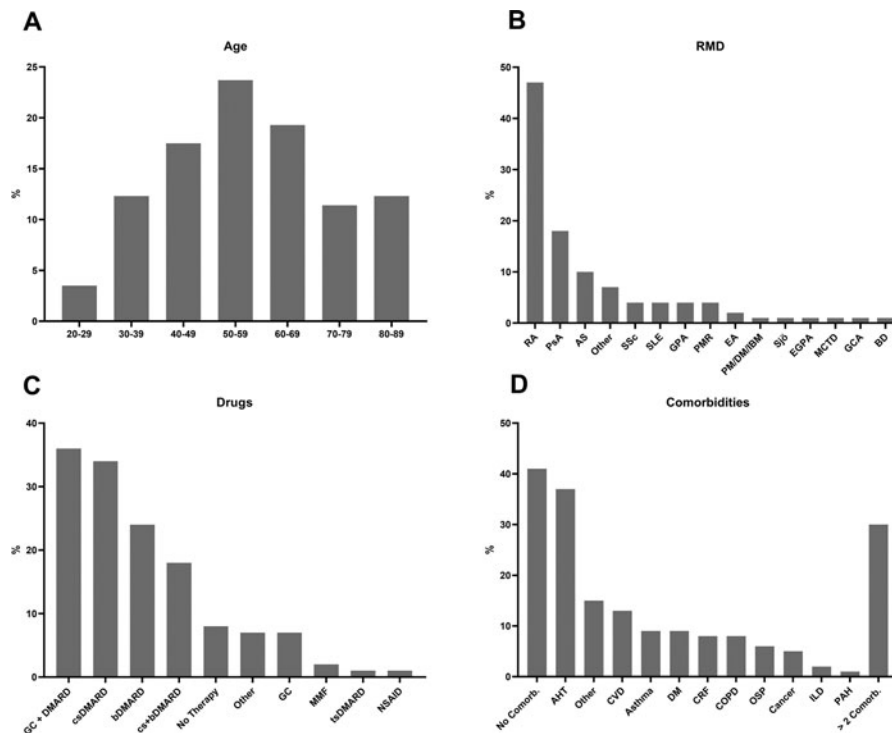 A
Age
25
20
15
10
5
0
%
20-29 30-39 40-49 50-59 60-69 70-79 80-89
B
RMD
50
40
30
20
10
0
%
RA PsA AS Other SSc SLE GPA PMR EA PM/DM/IBM Sjö EGPA MCTD GCA BD
C
Drugs
40
30
20
10
0
%
GC + DMARD csDMARD bDMARD cs+bDMARD No Therapy Other GC MMF tsDMARD NSAID
D
Comorbidities
50
40
30
20
10
0
%
No Comorb. AHT Other CVD Asthma DM CRF COPD OSP Cancer ILD PAH > 2 Comorb.